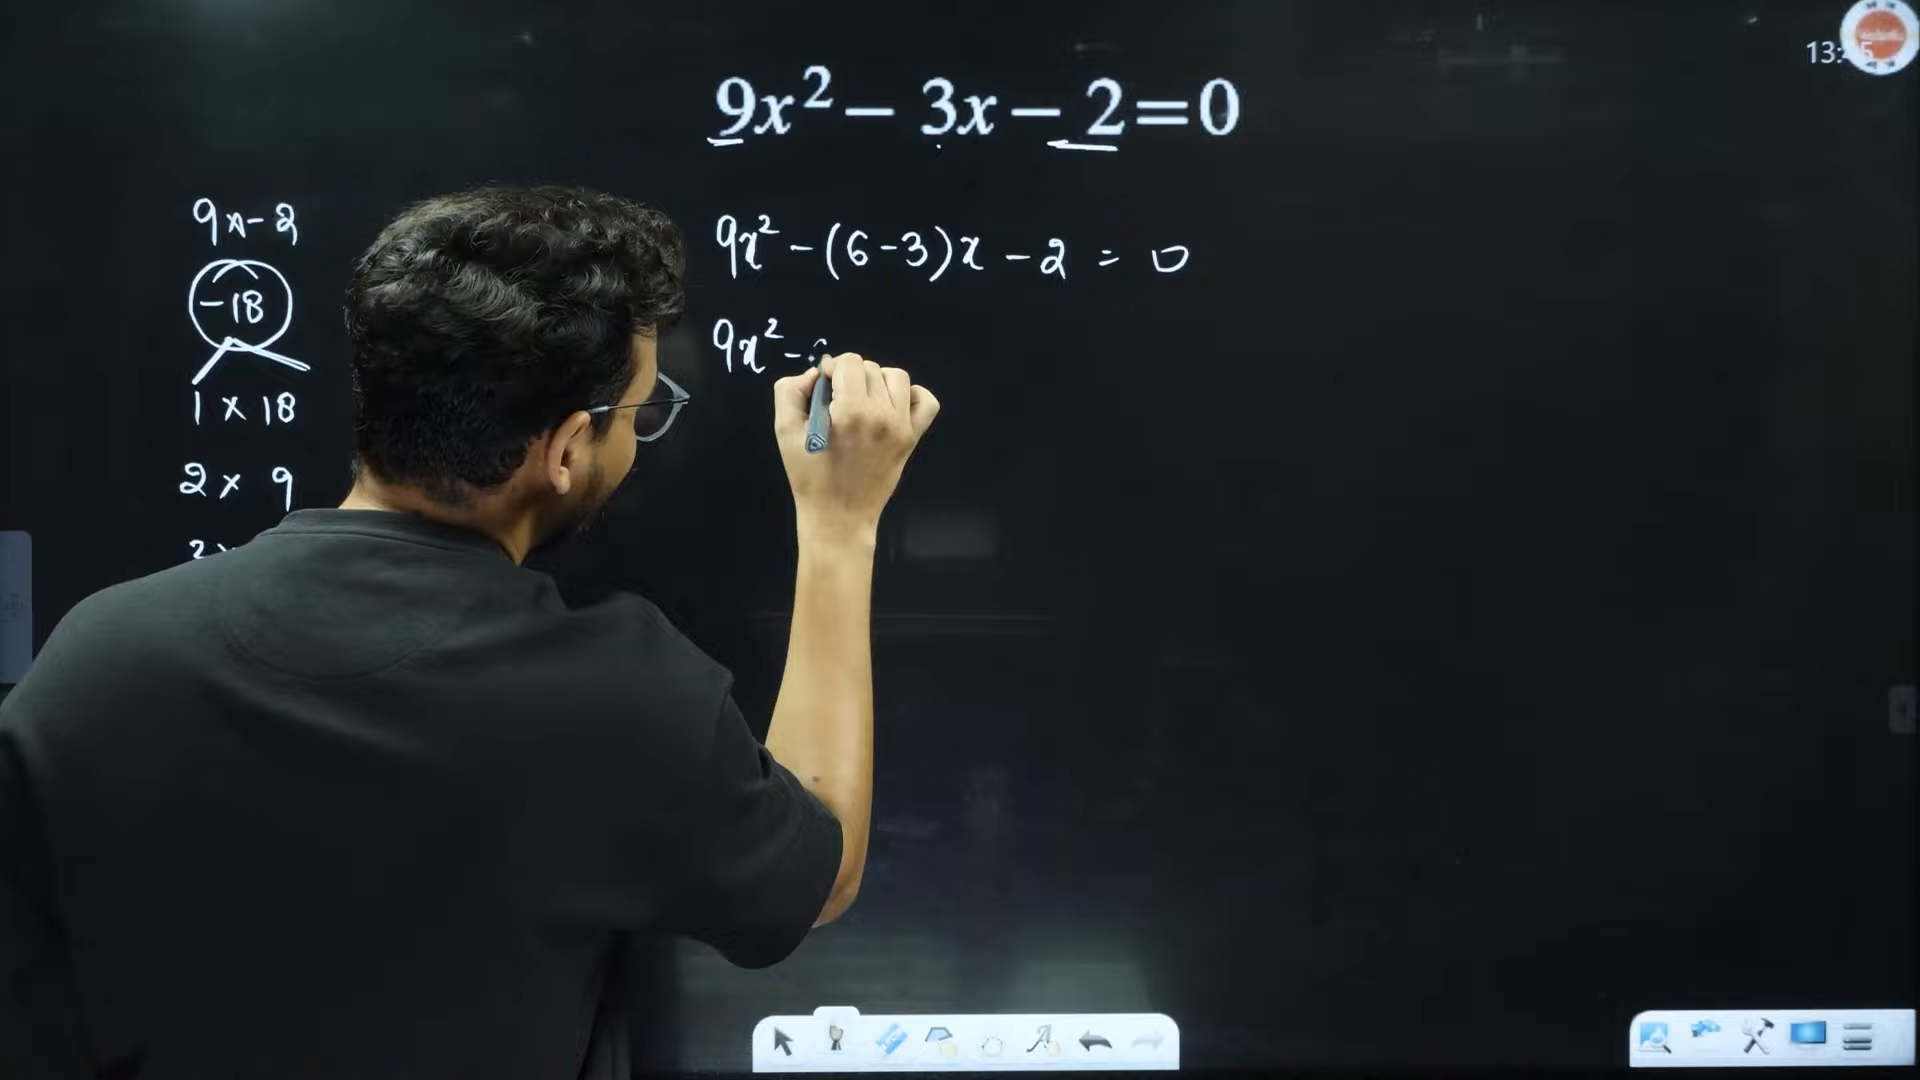 13:
9x² – 3x – 2=0
9x-2
-18
1 x 18
2 x 9
9x² - (6-3)x - 2 = 0
9x² -